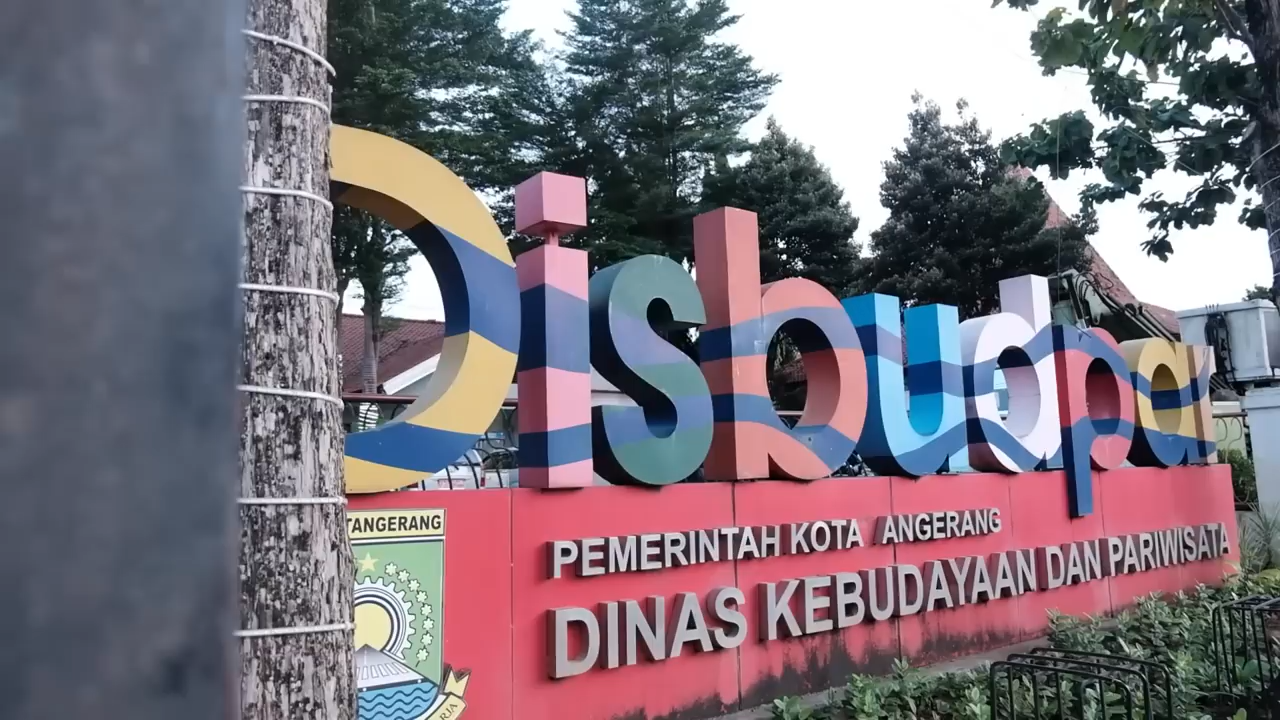 Disbudpar
TANGERANG
PEMERINTAH KOTA ANGERANG
DINAS KEBUDAYAAN DAN PARIWISATA